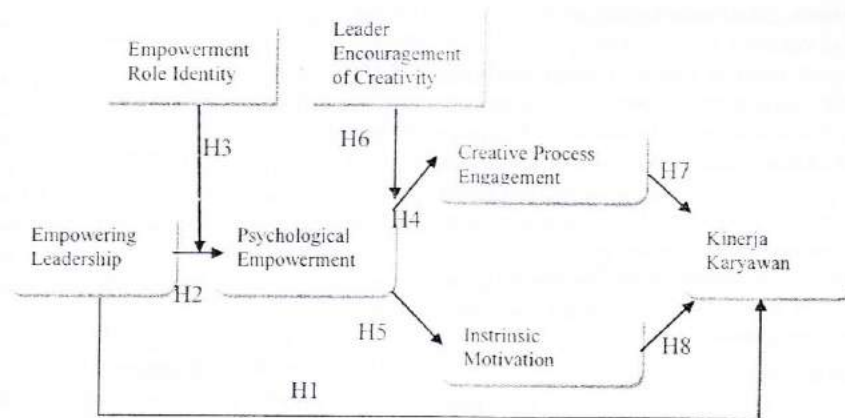 Empowerment
Role Identity
Leader
Encouragement
of Creativity
H3
H6
Creative Process
Engagement
H7
H4
Empowering
Leadership
Psychological
Empowerment
Kinerja
Karyawan
H2
H5
Instrinsic
Motivation
H8
H1